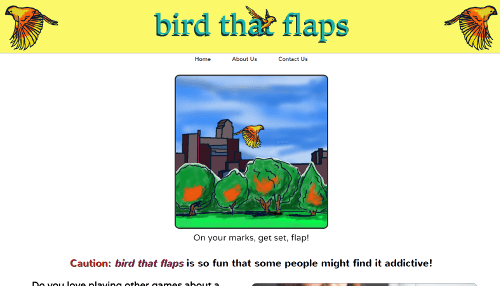 bird that flaps
Home About Us Contact Us
On your marks, get set, flap!
Caution: bird that flaps is so fun that some people might find it addictive!
Do you love playing other games about a